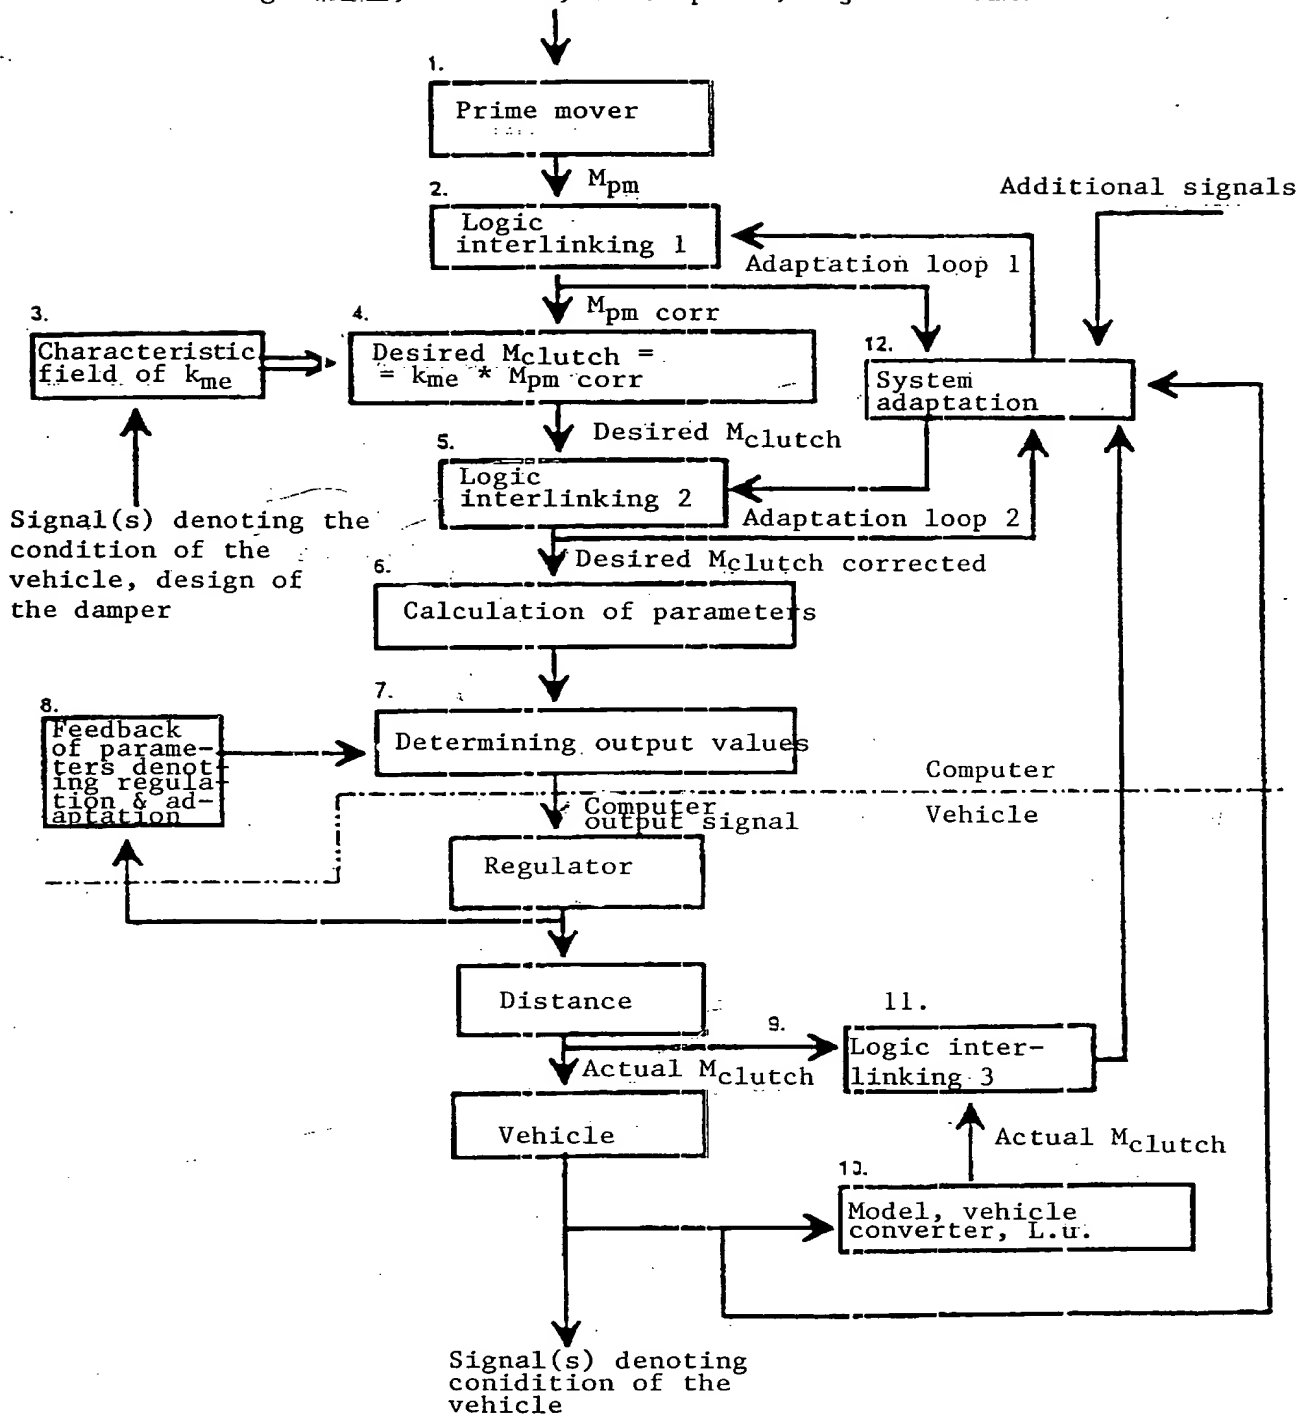 1.
Prime mover
Mpm
2.
Logic
interlinking 1
Additional signals
Adaptation loop 1
Mpm corr
3.
Characteristic
field of kme
4.
Desired Mclutch =
= kme * Mpm corr
12.
System
adaptation
Desired Mclutch
5.
Logic
interlinking 2
Adaptation loop 2
Signal(s) denoting the
condition of the
vehicle, design of
the damper
Desired Mclutch corrected
6.
Calculation of parameters
7.
Determining output values
8.
Feedback
of parame-
ters denot-
ing regula-
tion & ad-
aptation
Computer
Vehicle
Computer
output signal
Regulator
Distance
9.
11.
Logic inter-
linking 3
Actual Mclutch
Vehicle
Actual Mclutch
10.
Model, vehicle
converter, L.u.
Signal(s) denoting
conidition of the
vehicle